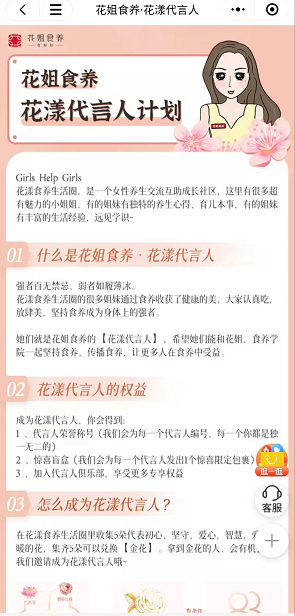 花姐食养·花漾代言人
花姐食养
花姐食养
花漾代言人计划
Girls Help Girls
花漾食养生活圈，是一个女性养生交流互助成长社区，这里有很多超
有魅力的小姐姐，有的姐妹有独特的养生心得，育儿本事，有的姐妹
有丰富的生活经验，远见学识~
01 什么是花姐食养·花漾代言人
强者百无禁忌，弱者如履薄冰。
花漾食养生活圈的很多姐妹通过食养收获了健康的美，大家认真吃，
放肆美，坚持食养成为身体上的强者。
她们就是花姐食养的【花漾代言人】，希望她们能和花姐，食养学
院一起坚持食养，传播食养，让更多人在食养中受益。
02 花漾代言人的权益
成为花漾代言人，你会得到：
1 、代言人荣誉称号（我们会为每一个代言人编号，每一个你都是独
一无二的）
2 、惊喜盲盒（我们会为每一个代言人发出1个惊喜限定包裹）
3 、加入代言人俱乐部，享受更多专享权益
逛一逛
客服
03 怎么成为花漾代言人？
在花漾食养生活圈里收集5朵代表初心，坚守，爱心，智慧，
暖的花，集齐5朵可以兑换【金花】。拿到金花的人，会有机
我们邀请成为花漾代言人哦~